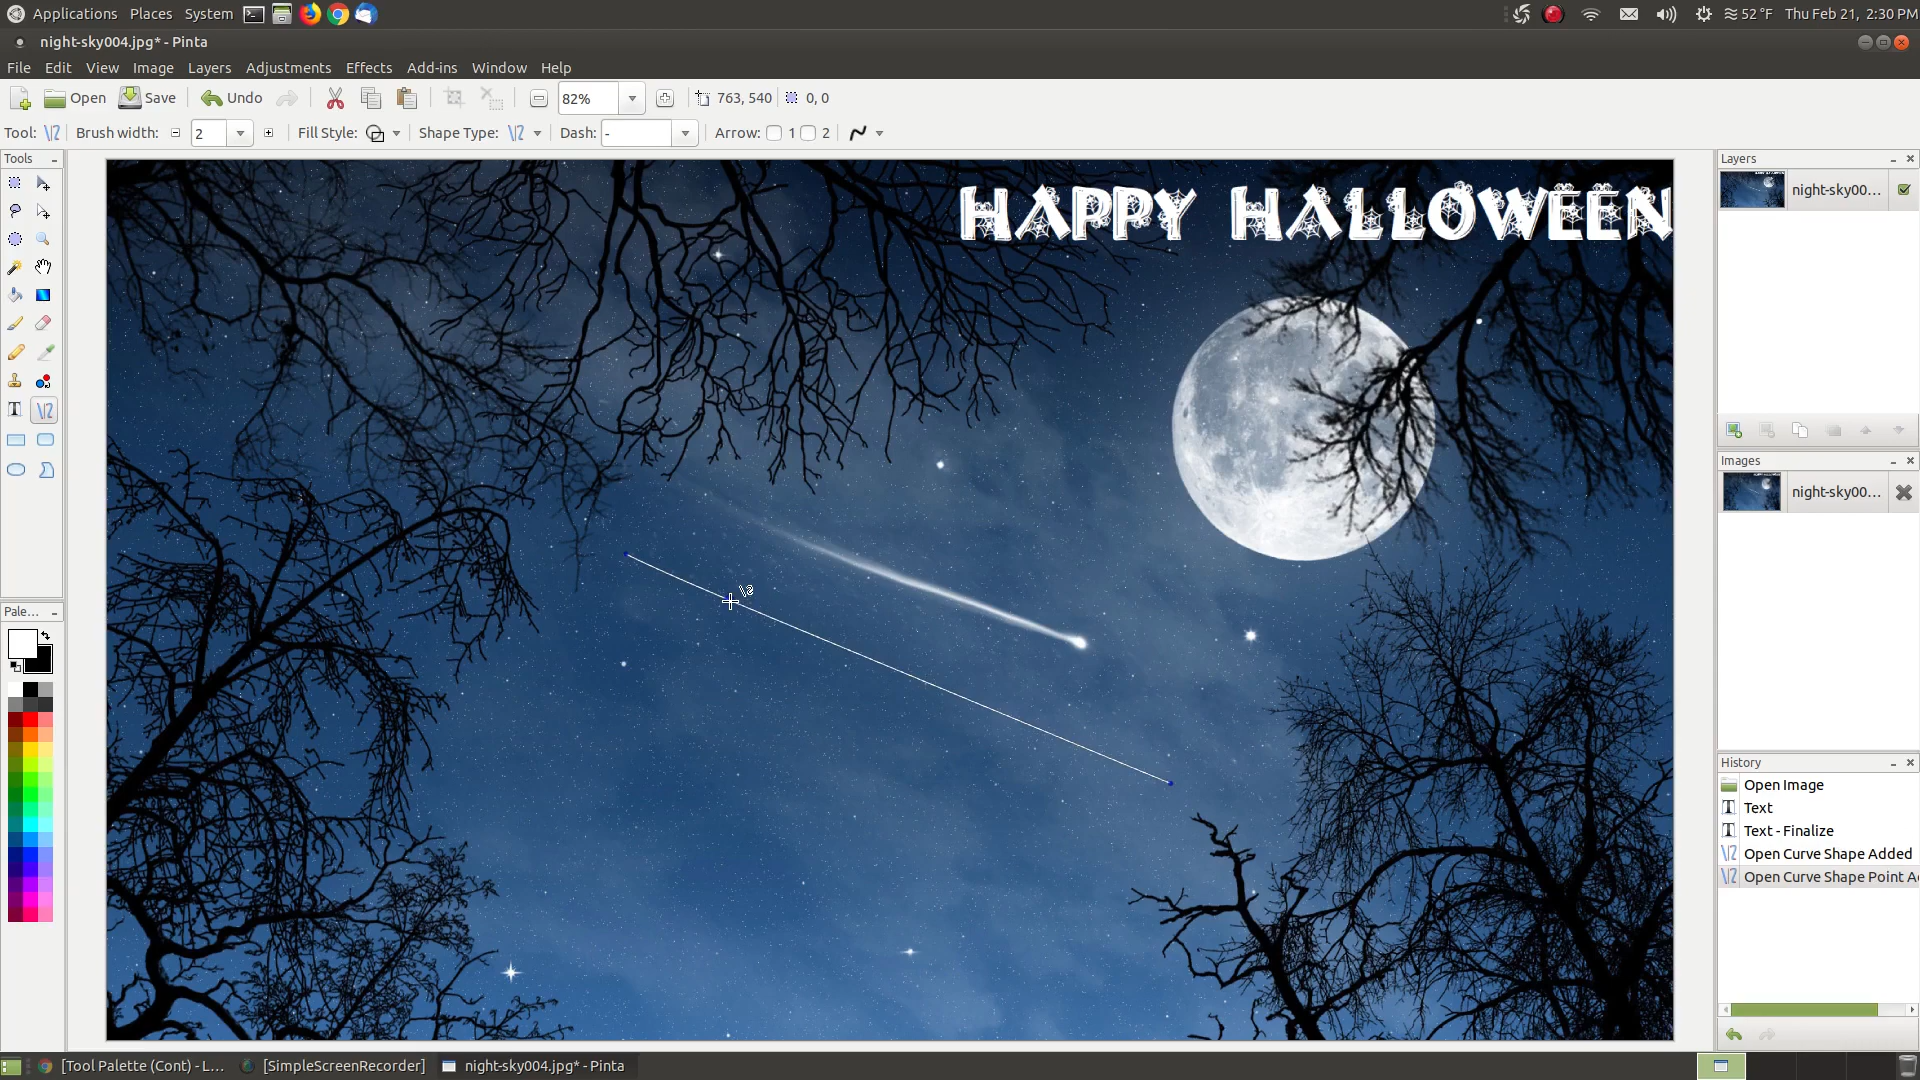 Applications Places System 52 °F Thu Feb 21, 2:30 PM
night-sky004.jpg* - Pinta
File Edit View Image Layers Adjustments Effects Add-ins Window Help
Open Save Undo 82% 763, 540 0, 0
Tool: Brush width: 2 Fill Style: Shape Type: Dash: - Arrow: 1 2
Tools
HAPPY HALLOWEEN
Pale...
Layers
night-sky00...
Images
night-sky00...
History
Open Image
Text
Text - Finalize
Open Curve Shape Added
Open Curve Shape Point A
[Tool Palette (Cont) - L... [SimpleScreenRecorder] night-sky004.jpg* - Pinta